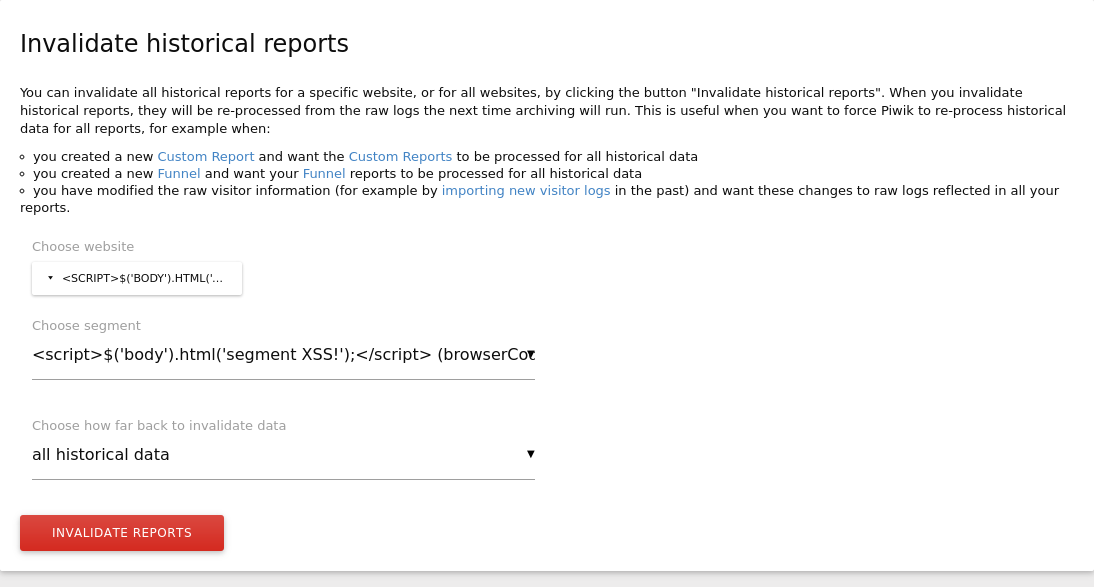 Invalidate historical reports
You can invalidate all historical reports for a specific website, or for all websites, by clicking the button "Invalidate historical reports". When you invalidate
historical reports, they will be re-processed from the raw logs the next time archiving will run. This is useful when you want to force Piwik to re-process historical
data for all reports, for example when:
you created a new Custom Report and want the Custom Reports to be processed for all historical data
you created a new Funnel and want your Funnel reports to be processed for all historical data
you have modified the raw visitor information (for example by importing new visitor logs in the past) and want these changes to raw logs reflected in all your
reports.
Choose website
<SCRIPT>$('BODY').HTML('...
Choose segment
<script>$('body').html('segment XSS!');</script> (browserCo
Choose how far back to invalidate data
all historical data
INVALIDATE REPORTS